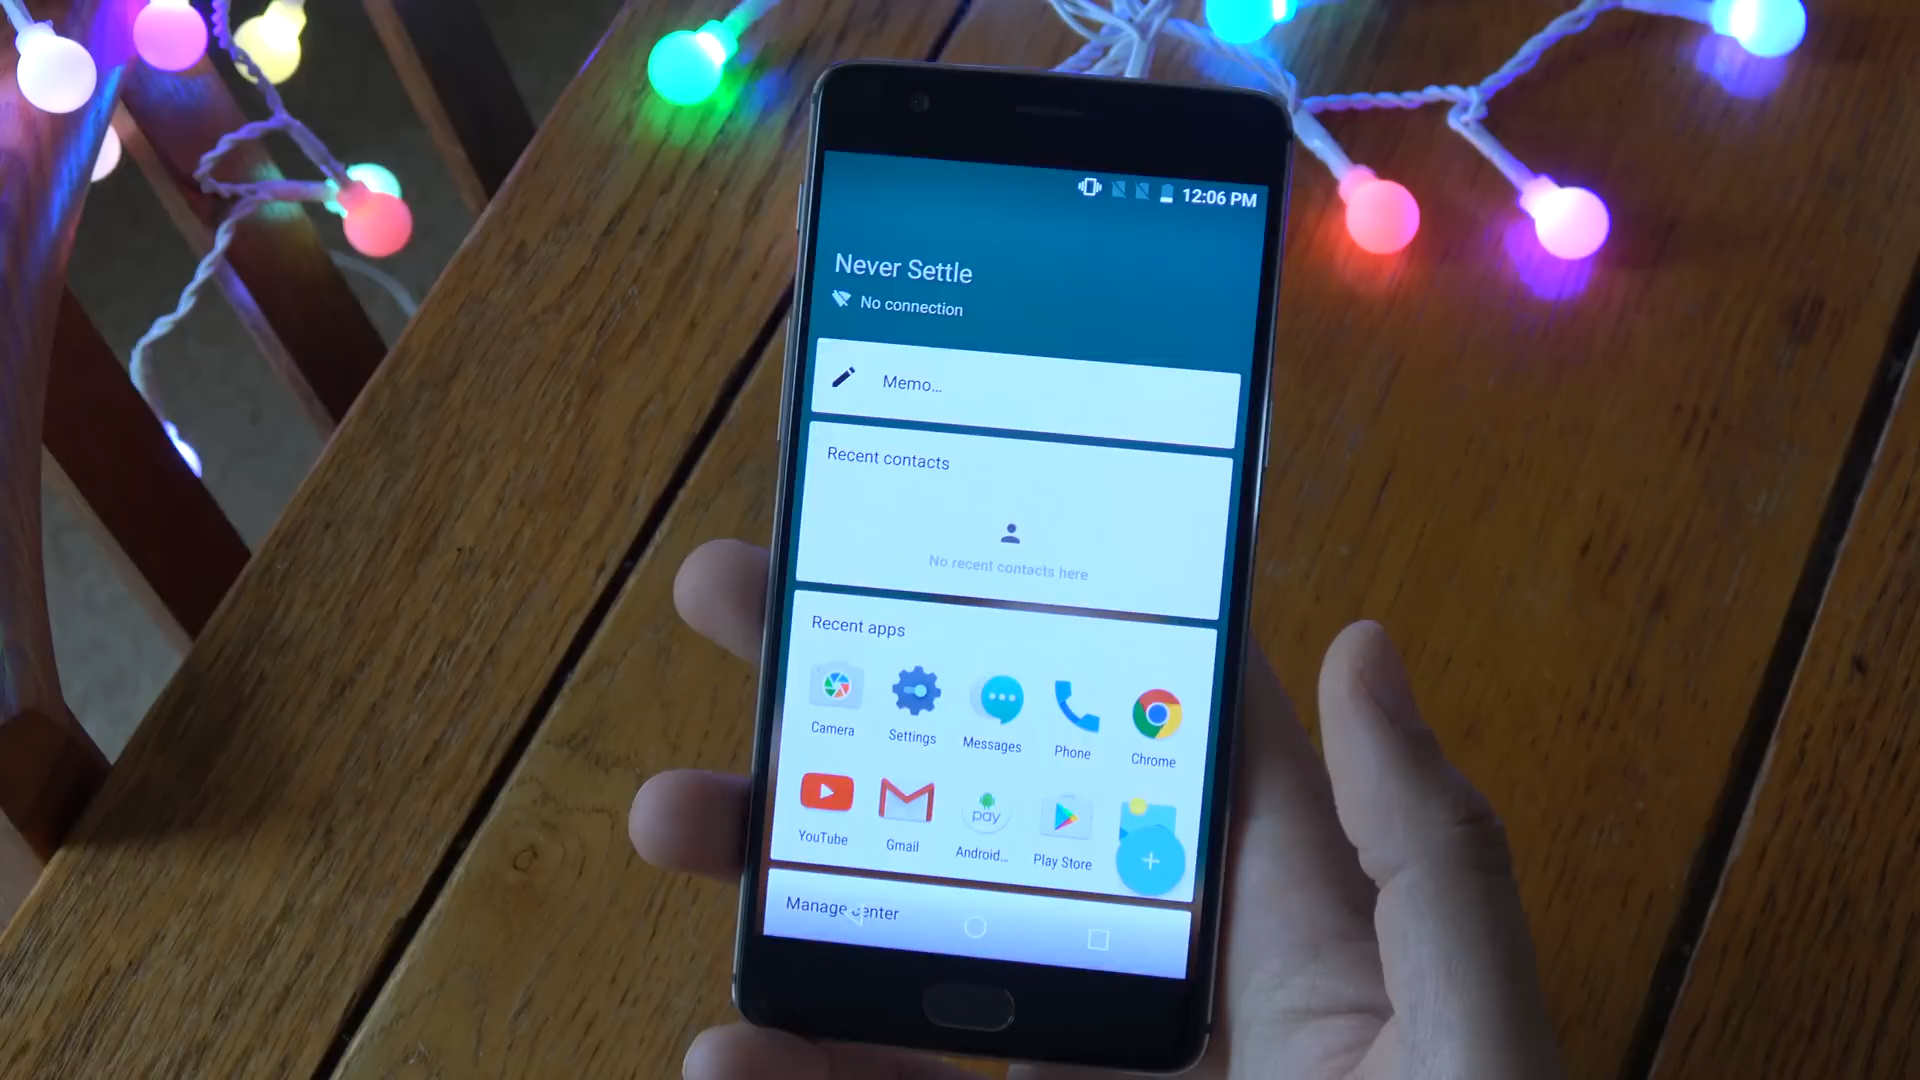 12:06 PM
Never Settle
No connection
Memo...
Recent contacts
No recent contacts here
Recent apps
Camera
Settings
Messages
Phone
Chrome
pay
YouTube
Gmail
Android...
Play Store
Manage center